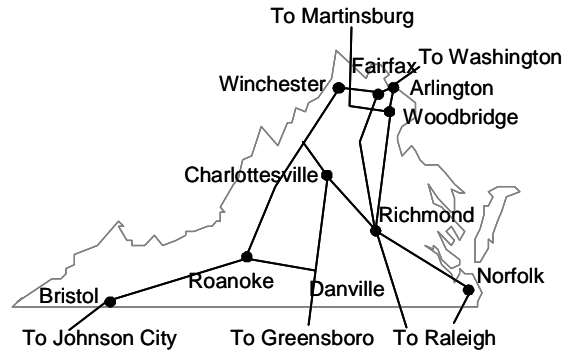 To Martinsburg
Fairfax
To Washington
Winchester
Arlington
Woodbridge
Charlottesville
Richmond
Roanoke
Danville
Norfolk
Bristol
To Johnson City
To Greensboro
To Raleigh